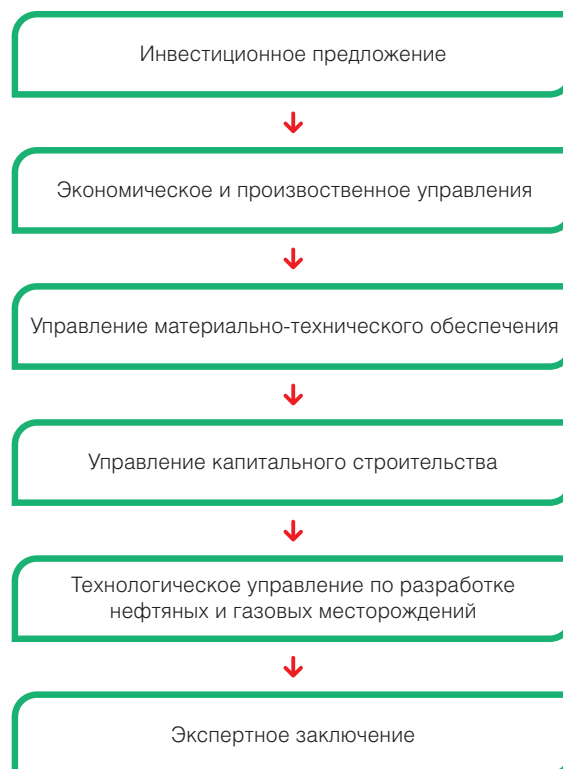 Инвестиционное предложение
Экономическое и произвоственное управления
Управление материально-технического обеспечения
Управление капитального строительства
Технологическое управление по разработке
нефтяных и газовых месторождений
Экспертное заключение